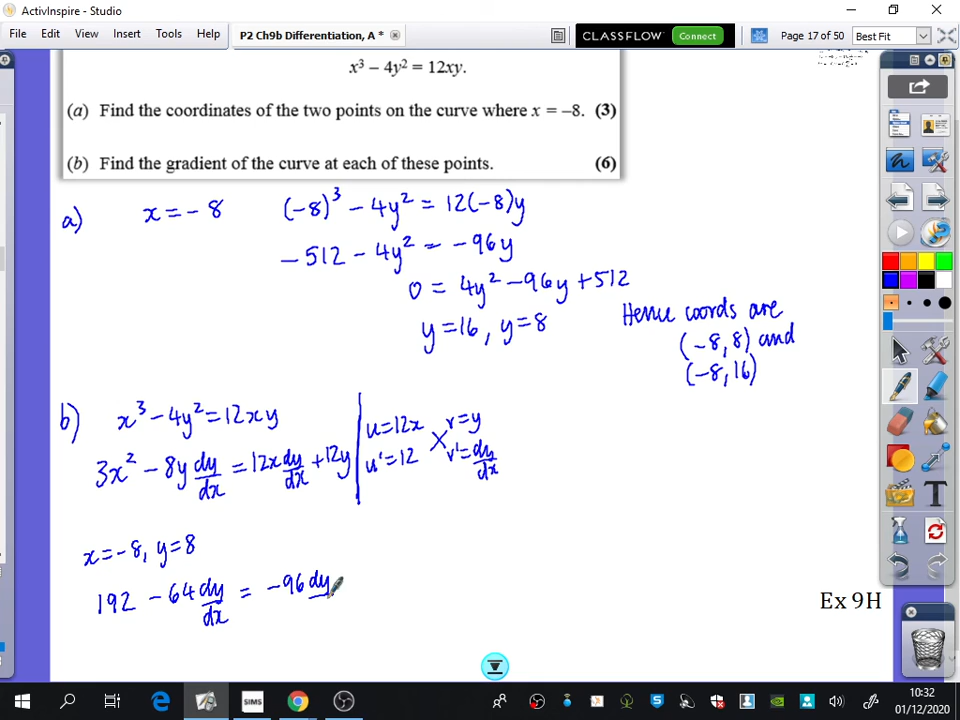 ActivInspire - Studio
File Edit View Insert Tools Help P2 Ch9b Differentiation, A * CLASSFLOW Connect Page 17 of 50 Best Fit
x³ – 4y² = 12xy.
(a) Find the coordinates of the two points on the curve where x = –8. (3)
(b) Find the gradient of the curve at each of these points. (6)
a) x = -8 (-8)³ - 4y² = 12(-8)y
-512 - 4y² = -96y
0 = 4y² - 96y + 512
y = 16, y = 8
Hence coords are
(-8, 8) and
(-8, 16)
b) x³ - 4y² = 12xy
3x² - 8y dy/dx = 12x dy/dx + 12y
u = 12x v = y
u' = 12 v' = dy/dx
x = -8, y = 8
192 - 64 dy/dx = -96 dy
Ex 9H
SIMS
10:32
01/12/2020